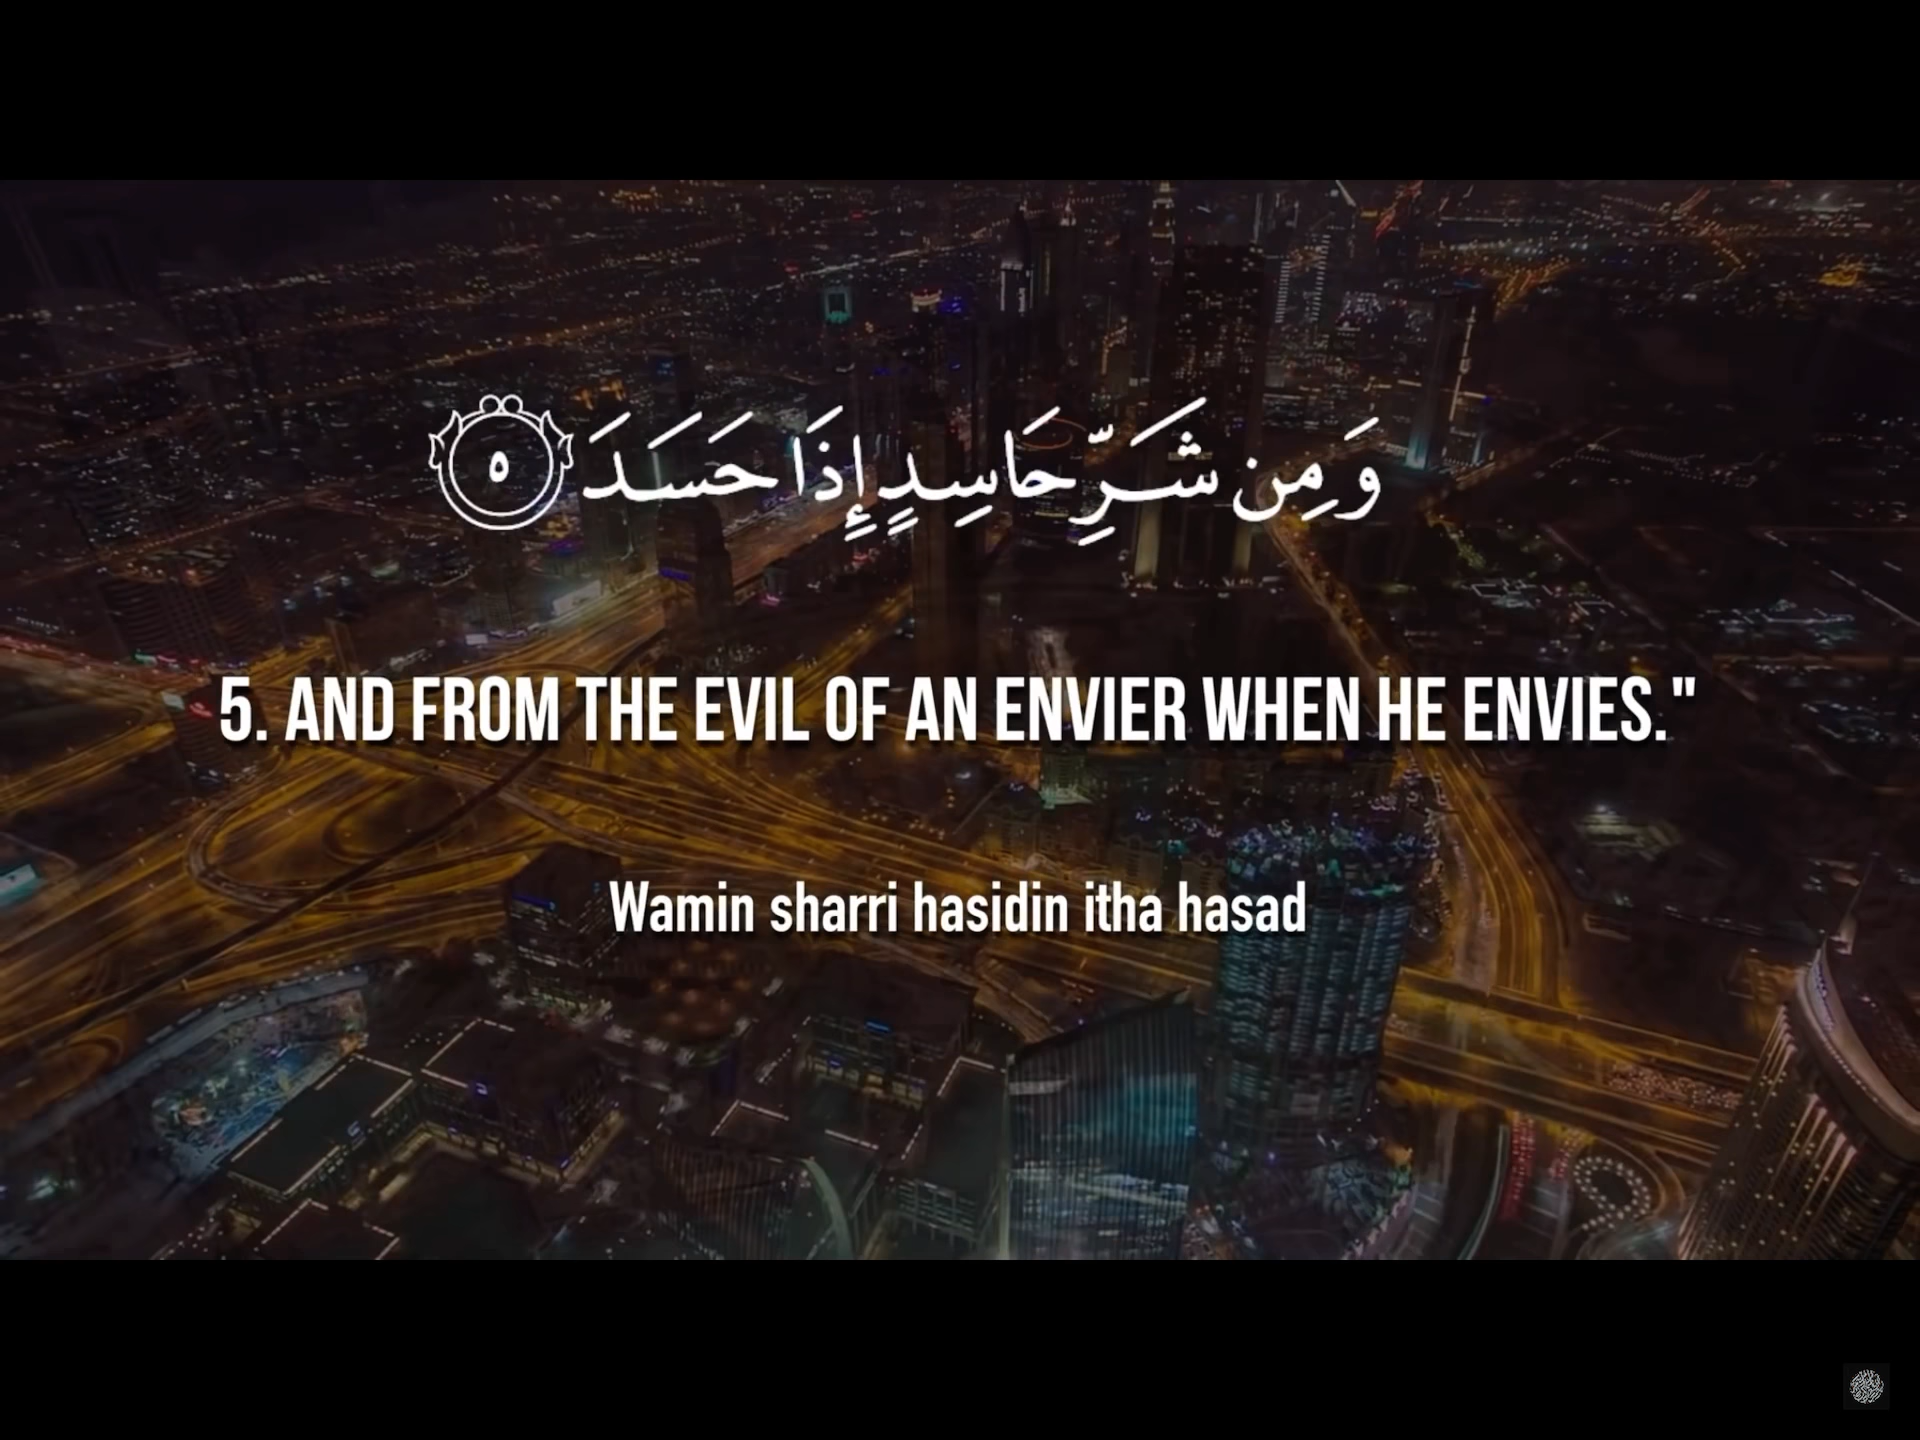 وَمِن شَرِّ حَاسِدٍ إِذَا حَسَدَ ۝٥
5. AND FROM THE EVIL OF AN ENVIER WHEN HE ENVIES."
Wamin sharri hasidin itha hasad